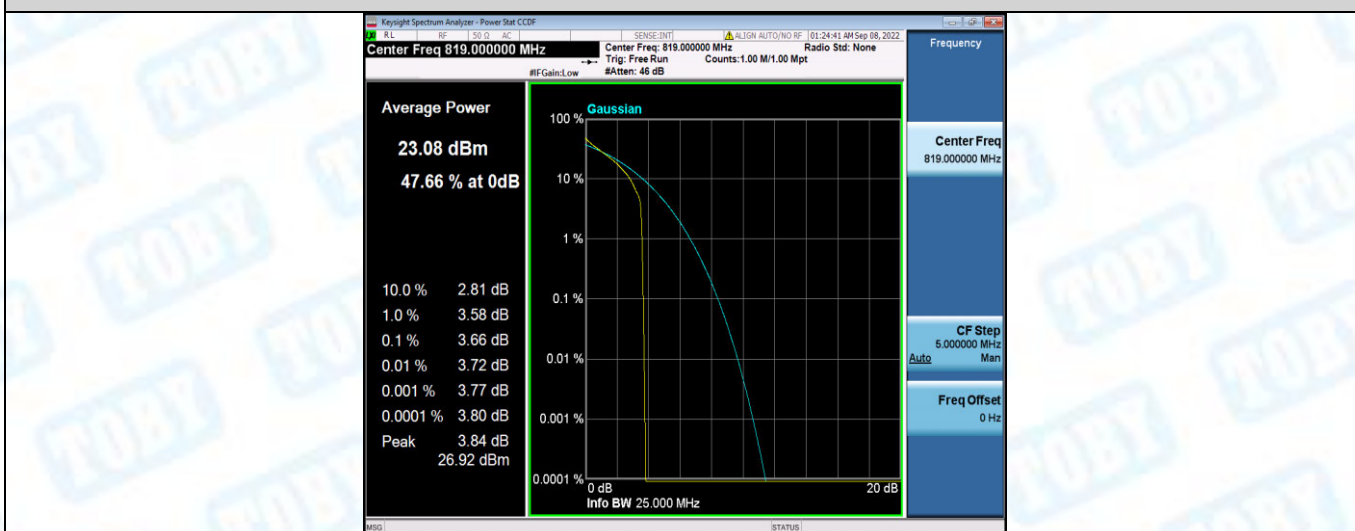 Keysight Spectrum Analyzer - Power Stat CCDF
RL RF 50 Ω AC SENSE:INT ALIGN AUTO/NO RF 01:24:41 AM Sep 08, 2022
Center Freq 819.000000 MHz
Center Freq: 819.000000 MHz Radio Std: None
Trig: Free Run Counts:1.00 M/1.00 Mpt
#IFGain:Low #Atten: 46 dB
Frequency
Center Freq
819.000000 MHz
CF Step
5.000000 MHz
Auto Man
Freq Offset
0 Hz
Average Power
23.08 dBm
47.66 % at 0dB
10.0 % 2.81 dB
1.0 % 3.58 dB
0.1 % 3.66 dB
0.01 % 3.72 dB
0.001 % 3.77 dB
0.0001 % 3.80 dB
Peak 3.84 dB
26.92 dBm
Gaussian
100 %
10 %
1 %
0.1 %
0.01 %
0.001 %
0.0001 %
0 dB 20 dB
Info BW 25.000 MHz
MSG STATUS
TOBY
TOBY
TOBY
TOBY
TOBY
TOBY